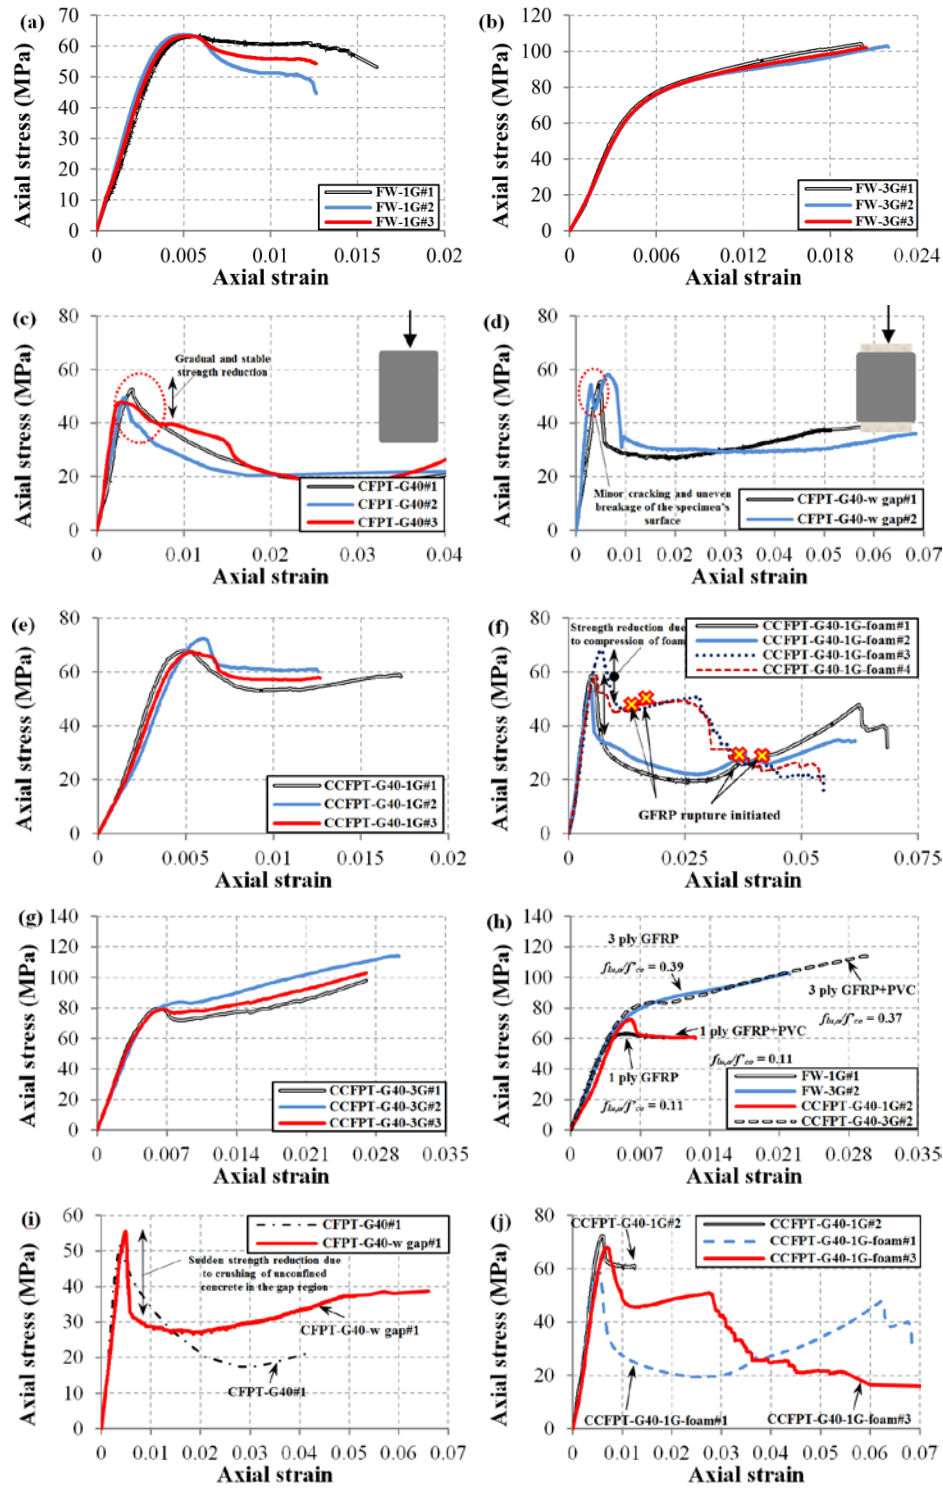 (a)
Axial stress (MPa)
70
60
50
40
30
20
10
0
FW-1G#1
FW-1G#2
FW-1G#3
0
0.005
0.01
0.015
0.02
Axial strain
(b)
Axial stress (MPa)
120
100
80
60
40
20
0
FW-3G#1
FW-3G#2
FW-3G#3
0
0.006
0.012
0.018
0.024
Axial strain
(c)
Axial stress (MPa)
80
60
40
20
0
Gradual and stable
strength reduction
CFPT-G40#1
CFPT-G40#2
CFPT-G40#3
0
0.01
0.02
0.03
0.04
Axial strain
(d)
Axial stress (MPa)
80
60
40
20
0
Minor cracking and uneven
breakage of the specimen's
surface
CFPT-G40-w gap#1
CFPT-G40-w gap#2
0
0.01
0.02
0.03
0.04
0.05
0.06
0.07
Axial strain
(e)
Axial stress (MPa)
80
60
40
20
0
CCFPT-G40-1G#1
CCFPT-G40-1G#2
CCFPT-G40-1G#3
0
0.005
0.01
0.015
0.02
Axial strain
(f)
Axial stress (MPa)
80
60
40
20
0
Strength reduction due
to compression of foam
CCFPT-G40-1G-foam#1
CCFPT-G40-1G-foam#2
CCFPT-G40-1G-foam#3
CCFPT-G40-1G-foam#4
GFRP rupture initiated
0
0.025
0.05
0.075
Axial strain
(g)
Axial stress (MPa)
140
120
100
80
60
40
20
0
CCFPT-G40-3G#1
CCFPT-G40-3G#2
CCFPT-G40-3G#3
0
0.007
0.014
0.021
0.028
0.035
Axial strain
(h)
Axial stress (MPa)
140
120
100
80
60
40
20
0
3 ply GFRP
flu,a/f'co = 0.39
3 ply GFRP+PVC
flu,a/f'co = 0.37
1 ply GFRP+PVC
flu,a/f'co = 0.11
1 ply GFRP
flu,a/f'co = 0.11
FW-1G#1
FW-3G#2
CCFPT-G40-1G#2
CCFPT-G40-3G#2
0
0.007
0.014
0.021
0.028
0.035
Axial strain
(i)
Axial stress (MPa)
60
50
40
30
20
10
0
CFPT-G40#1
CFPT-G40-w gap#1
Sudden strength reduction due
to crushing of unconfined
concrete in the gap region
CFPT-G40-w gap#1
CFPT-G40#1
0
0.01
0.02
0.03
0.04
0.05
0.06
0.07
Axial strain
(j)
Axial stress (MPa)
80
60
40
20
0
CCFPT-G40-1G#2
CCFPT-G40-1G#2
CCFPT-G40-1G-foam#1
CCFPT-G40-1G-foam#3
CCFPT-G40-1G-foam#1
CCFPT-G40-1G-foam#3
0
0.01
0.02
0.03
0.04
0.05
0.06
0.07
Axial strain